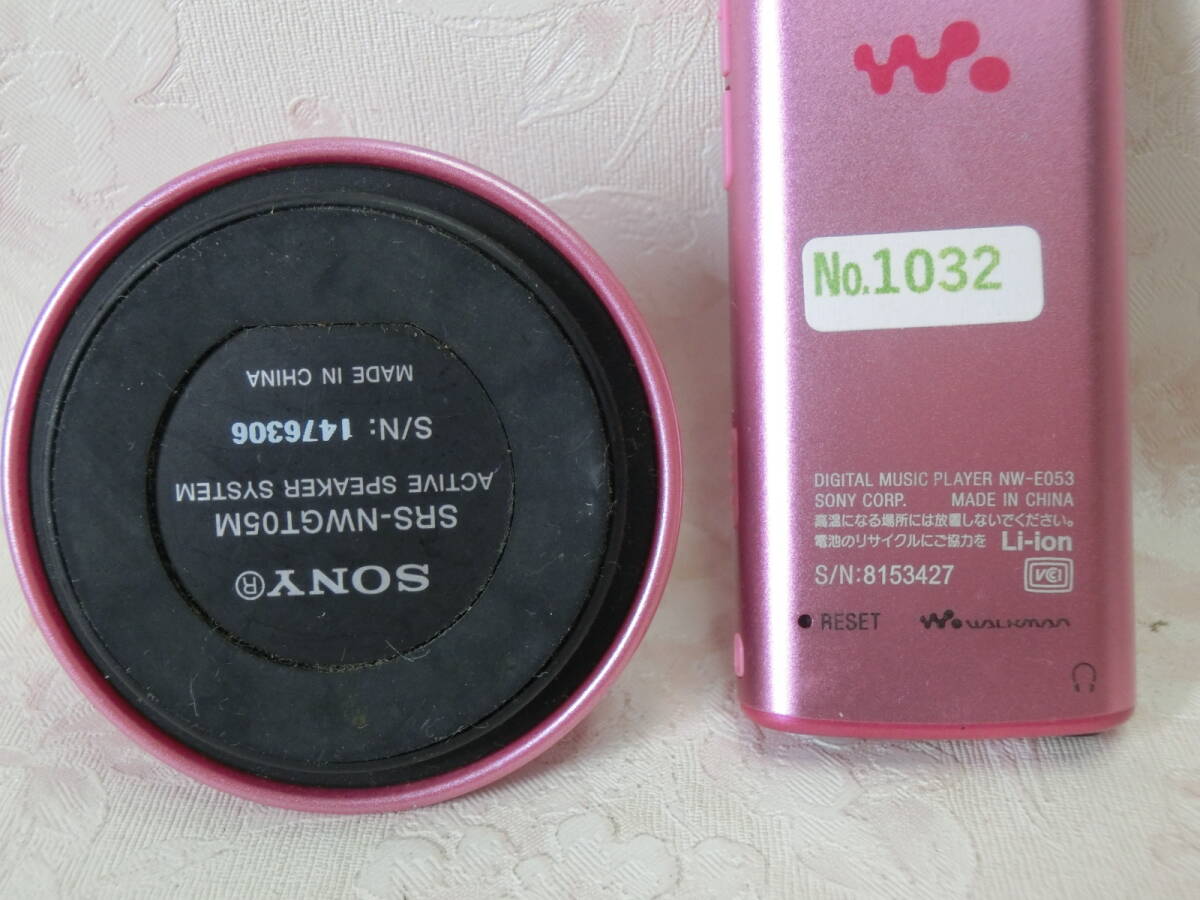 SONY®
SRS-NWGT05M
ACTIVE SPEAKER SYSTEM
S/N: 1476306
MADE IN CHINA
W.
No.1032
DIGITAL MUSIC PLAYER NW-E053
SONY CORP. MADE IN CHINA
高温になる場所には放置しないでください。
電池のリサイクルにご協力を Li-ion
S/N:8153427
VCI
RESET W. WALKMAN